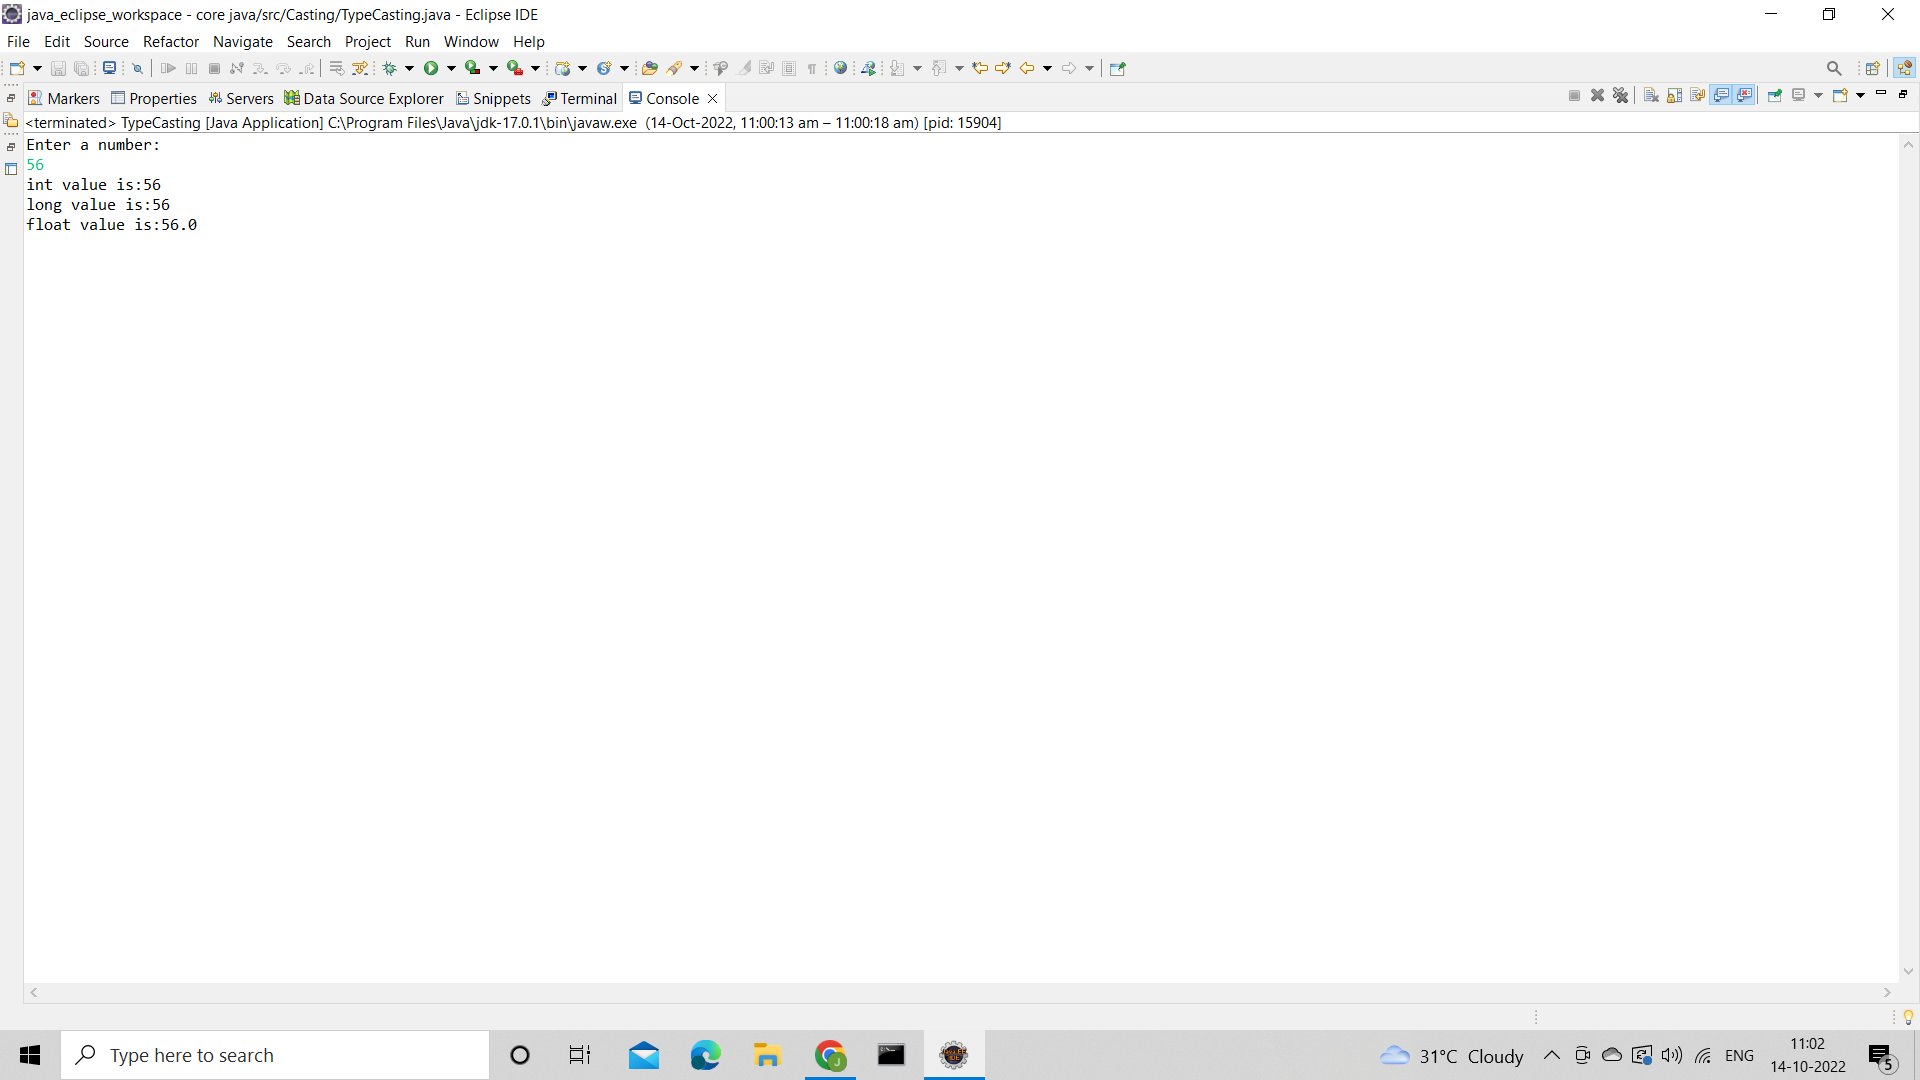 java_eclipse_workspace - core java/src/Casting/TypeCasting.java - Eclipse IDE
File Edit Source Refactor Navigate Search Project Run Window Help
Markers Properties Servers Data Source Explorer Snippets Terminal Console
<terminated> TypeCasting [Java Application] C:\Program Files\Java\jdk-17.0.1\bin\javaw.exe (14-Oct-2022, 11:00:13 am – 11:00:18 am) [pid: 15904]
Enter a number:
56
int value is:56
long value is:56
float value is:56.0
Type here to search
31°C Cloudy
ENG
11:02
14-10-2022
5